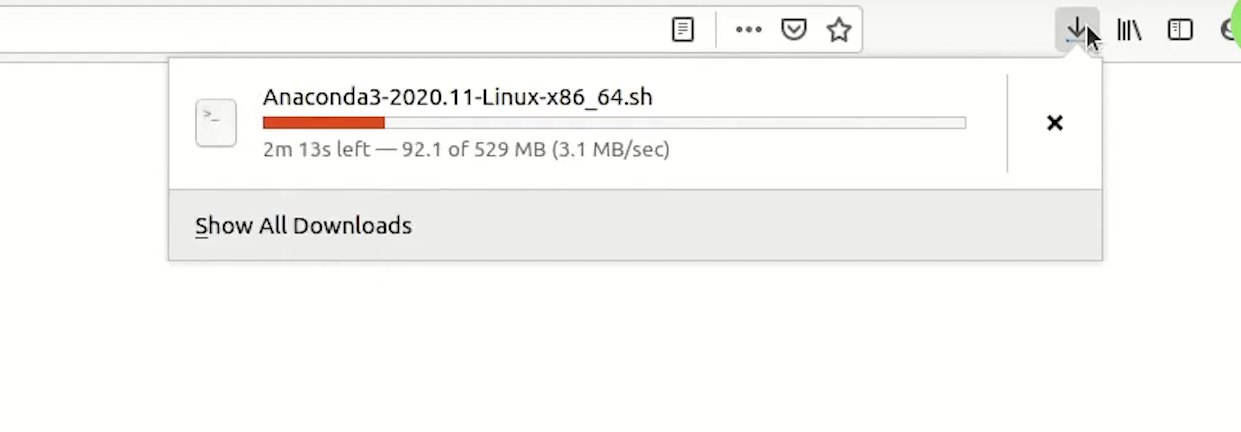 Anaconda3-2020.11-Linux-x86_64.sh
2m 13s left — 92.1 of 529 MB (3.1 MB/sec)
Show All Downloads